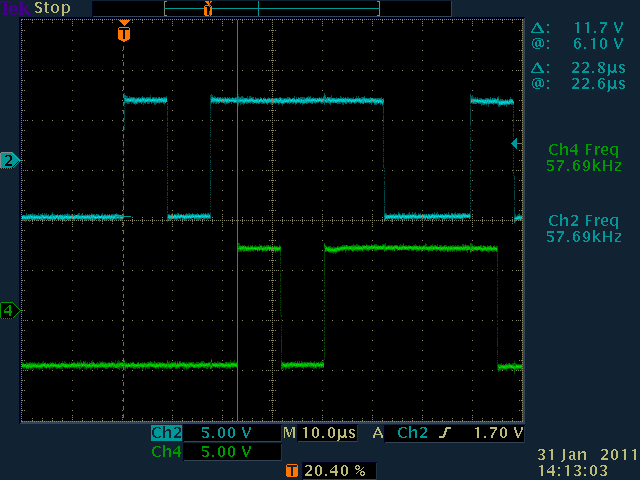 Tek Stop
T
T
Δ: 11.7 V
@: 6.10 V
Δ: 22.8µs
@: 22.6µs
2
Ch4 Freq
57.69kHz
Ch2 Freq
57.69kHz
4
Ch2 5.00 V M 10.0µs A Ch2 1.70 V
Ch4 5.00 V
T 20.40 %
31 Jan 2011
14:13:03